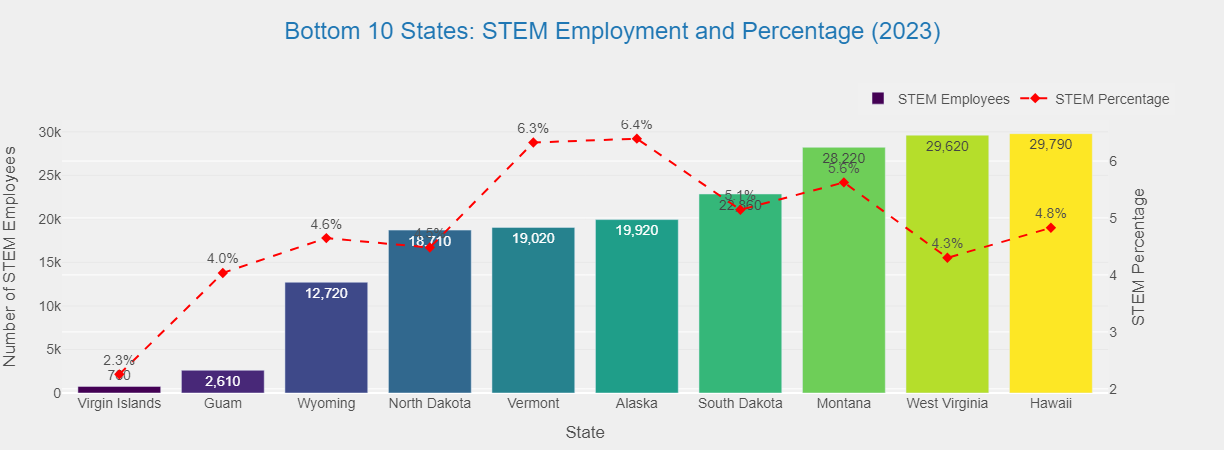 Bottom 10 States: STEM Employment and Percentage (2023)
STEM Employees
STEM Percentage
Number of STEM Employees
30k
25k
20k
15k
10k
5k
0
6
5
4
3
2
STEM Percentage
2.3%
4.0%
4.6%
4.5%
6.3%
6.4%
5.1%
5.6%
4.3%
4.8%
2,610
12,720
18,710
19,020
19,920
28,220
29,620
29,790
Virgin Islands
Guam
Wyoming
North Dakota
Vermont
Alaska
South Dakota
Montana
West Virginia
Hawaii
State